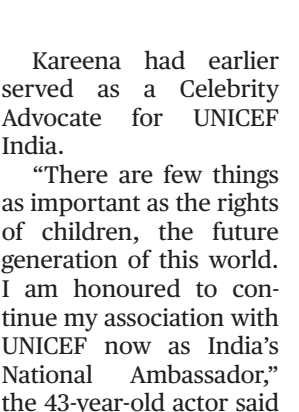 Kareena had earlier
served as a Celebrity
Advocate for UNICEF
India.
“There are few things
as important as the rights
of children, the future
generation of this world.
I am honoured to con-
tinue my association with
UNICEF now as India’s
National Ambassador,”
the 43-year-old actor said